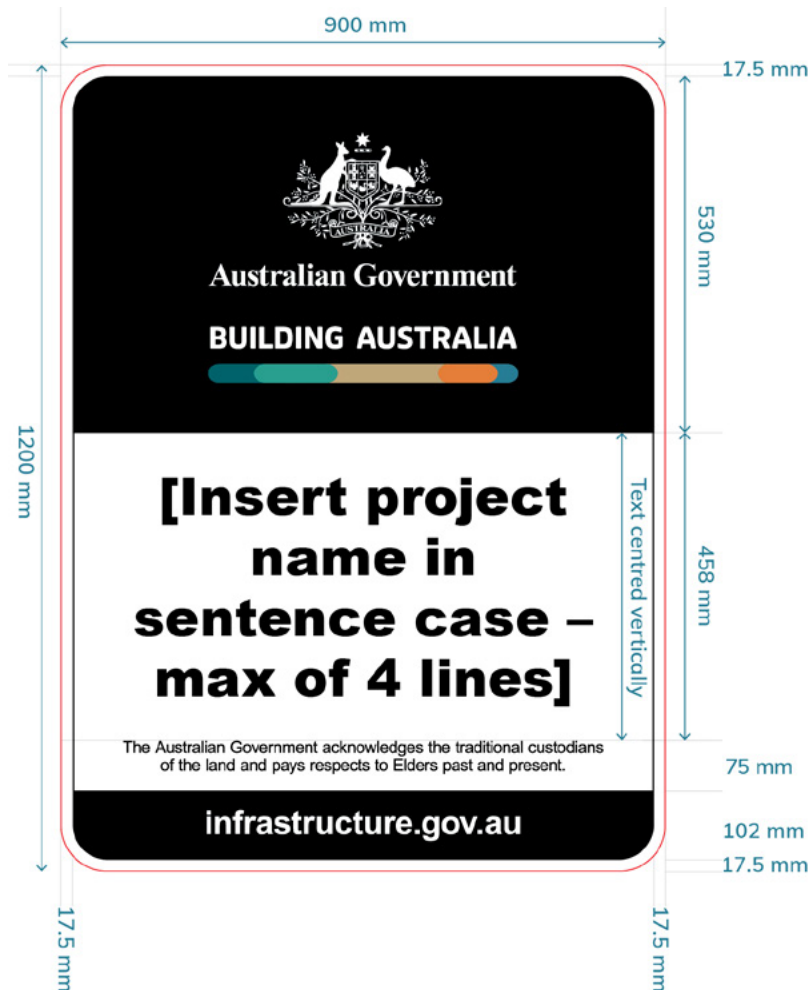 900 mm
17.5 mm
AUSTRALIA
Australian Government
530 mm
BUILDING AUSTRALIA
1200 mm
[Insert project
name in
sentence case –
max of 4 lines]
Text centred vertically
458 mm
The Australian Government acknowledges the traditional custodians
of the land and pays respects to Elders past and present.
75 mm
infrastructure.gov.au
102 mm
17.5 mm
17.5 mm
17.5 mm